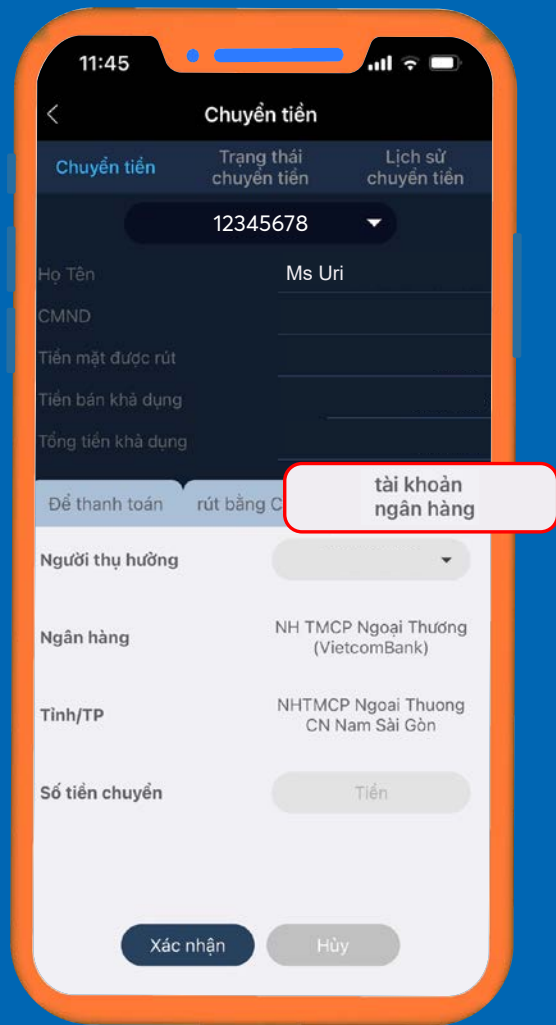 11:45
Chuyển tiền
Chuyển tiền
Trạng thái
chuyển tiền
Lịch sử
chuyển tiền
12345678
Họ Tên
Ms Uri
CMND
Tiền mặt được rút
Tiền bán khả dụng
Tổng tiền khả dụng
Để thanh toán
rút bằng C
tài khoản
ngân hàng
Người thụ hưởng
Ngân hàng
NH TMCP Ngoại Thương
(VietcomBank)
Tỉnh/TP
NHTMCP Ngoai Thuong
CN Nam Sài Gòn
Số tiền chuyển
Tiền
Xác nhận
Hủy